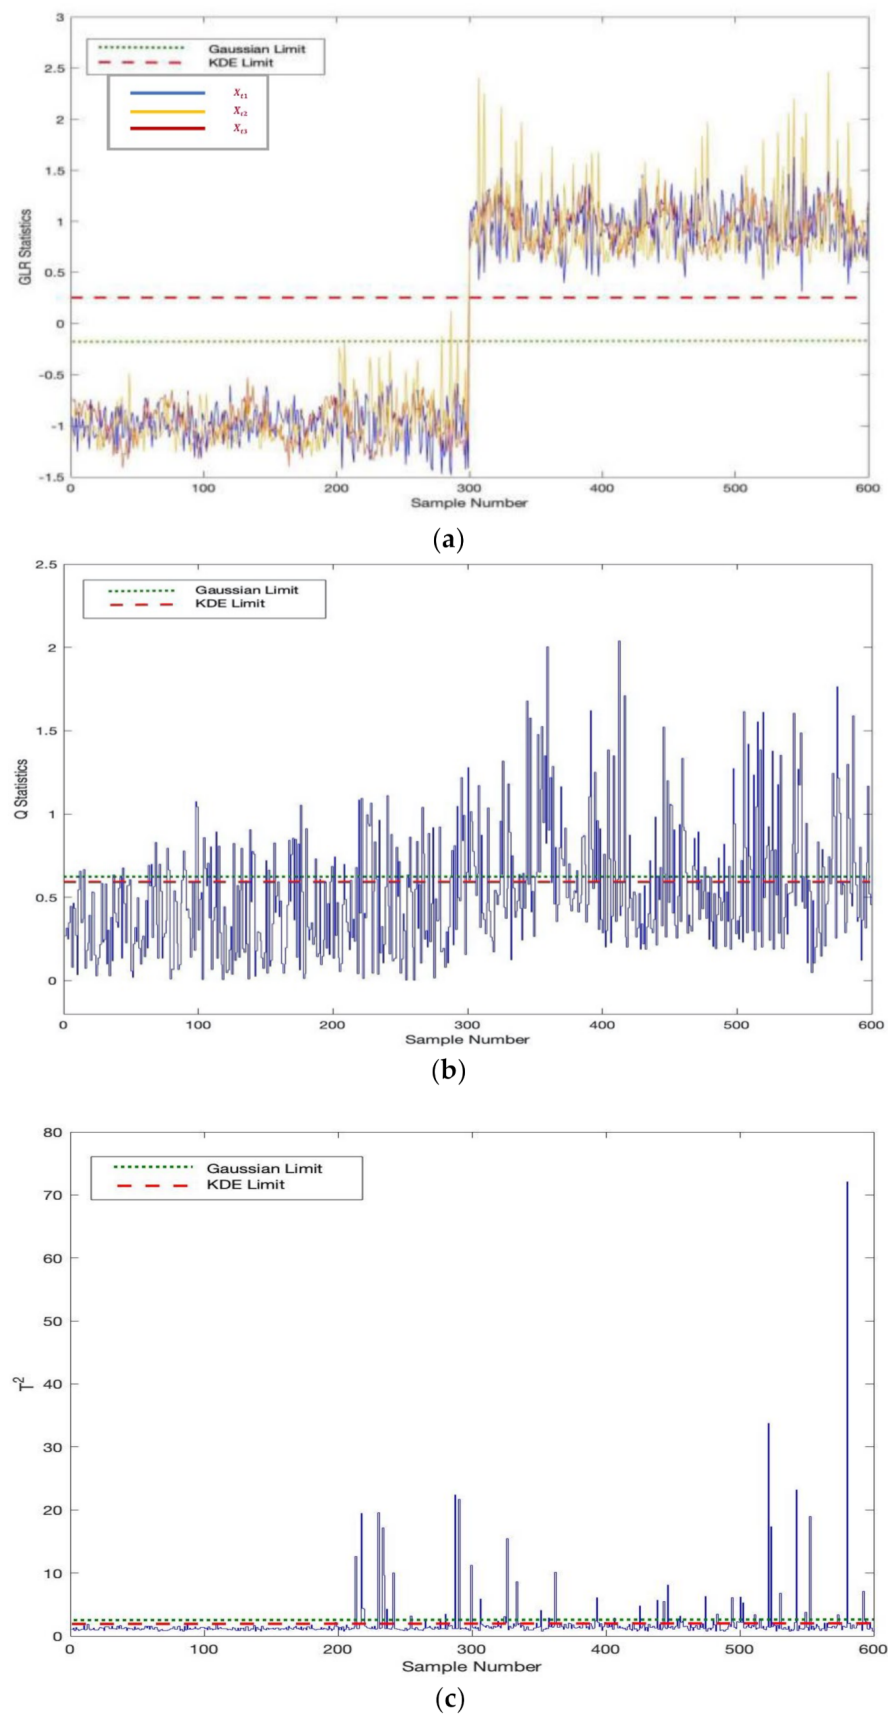 3
Gaussian Limit
KDE Limit
2.5
xt1
xt2
xt3
2
1.5
GLR Statistics
1
0.5
0
-0.5
-1
-1.5
0 100 200 300 400 500 600
Sample Number
(a)
2.5
Gaussian Limit
KDE Limit
2
1.5
Q Statistics
1
0.5
0
0 100 200 300 400 500 600
Sample Number
(b)
80
Gaussian Limit
KDE Limit
70
60
50
40
T2
30
20
10
0
0 100 200 300 400 500 600
Sample Number
(c)